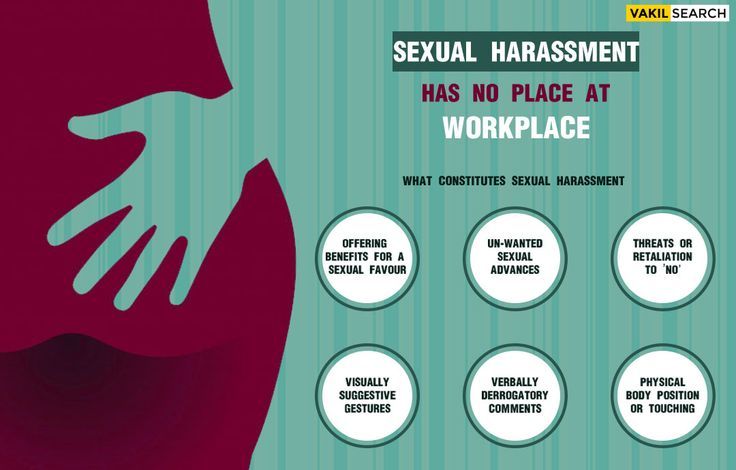 VAKIL SEARCH
SEXUAL HARASSMENT
HAS NO PLACE AT
WORKPLACE
WHAT CONSTITUTES SEXUAL HARASSMENT
OFFERING
BENEFITS FOR A
SEXUAL FAVOUR
UN-WANTED
SEXUAL
ADVANCES
THREATS OR
RETALIATION
TO 'NO'
VISUALLY
SUGGESTIVE
GESTURES
VERBALLY
DERROGATORY
COMMENTS
PHYSICAL
BODY POSITION
OR TOUCHING